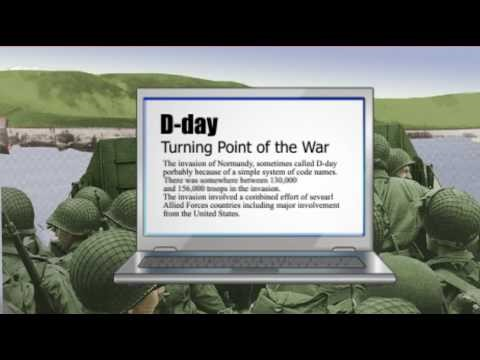 D-day
Turning Point of the War
The invasion of Normandy, sometimes called D-day
porbably because of a simple system of code names.
There was somewhere between 130,000
and 156,000 troops in the invasion.
The invasion involved a combined effort of sevearl
Allied Forces countries including major involvement
from the United States.